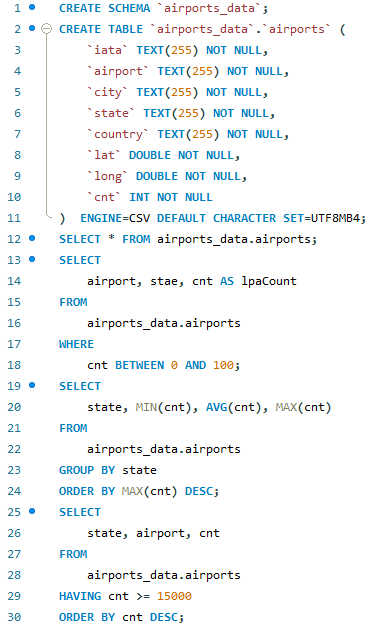 1 CREATE SCHEMA `airports_data`;
2 CREATE TABLE `airports_data`.`airports` (
3 `iata` TEXT(255) NOT NULL,
4 `airport` TEXT(255) NOT NULL,
5 `city` TEXT(255) NOT NULL,
6 `state` TEXT(255) NOT NULL,
7 `country` TEXT(255) NOT NULL,
8 `lat` DOUBLE NOT NULL,
9 `long` DOUBLE NOT NULL,
10 `cnt` INT NOT NULL
11 ) ENGINE=CSV DEFAULT CHARACTER SET=UTF8MB4;
12 SELECT * FROM airports_data.airports;
13 SELECT
14 airport, stae, cnt AS lpaCount
15 FROM
16 airports_data.airports
17 WHERE
18 cnt BETWEEN 0 AND 100;
19 SELECT
20 state, MIN(cnt), AVG(cnt), MAX(cnt)
21 FROM
22 airports_data.airports
23 GROUP BY state
24 ORDER BY MAX(cnt) DESC;
25 SELECT
26 state, airport, cnt
27 FROM
28 airports_data.airports
29 HAVING cnt >= 15000
30 ORDER BY cnt DESC;